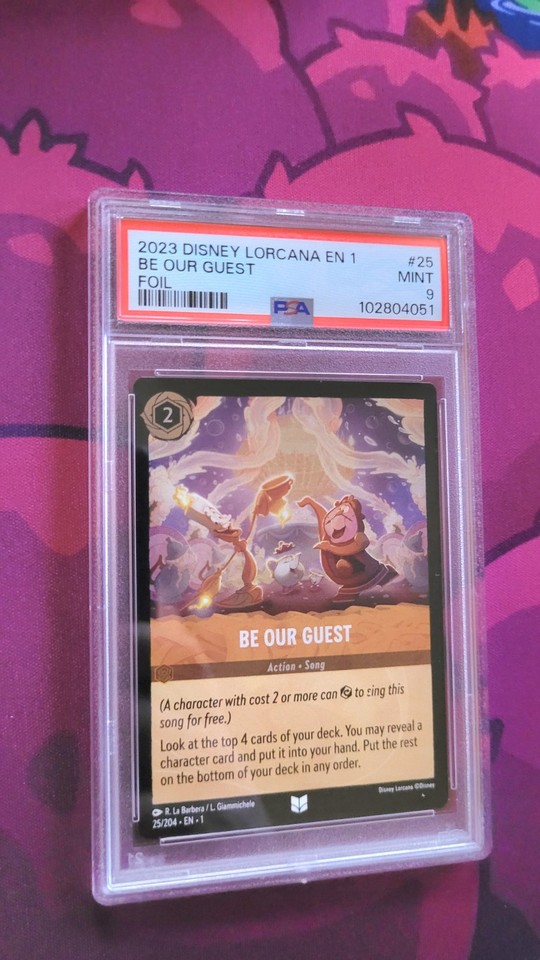 2023 DISNEY LORCANA EN 1 #25
BE OUR GUEST MINT
FOIL 9
PSA 102804051
2
BE OUR GUEST
Action • Song
(A character with cost 2 or more can to sing this
song for free.)
Look at the top 4 cards of your deck. You may reveal a
character card and put it into your hand. Put the rest
on the bottom of your deck in any order.
R. La Barbera / L. Giammichele Disney Lorcana ©Disney
25/204 • EN • 1